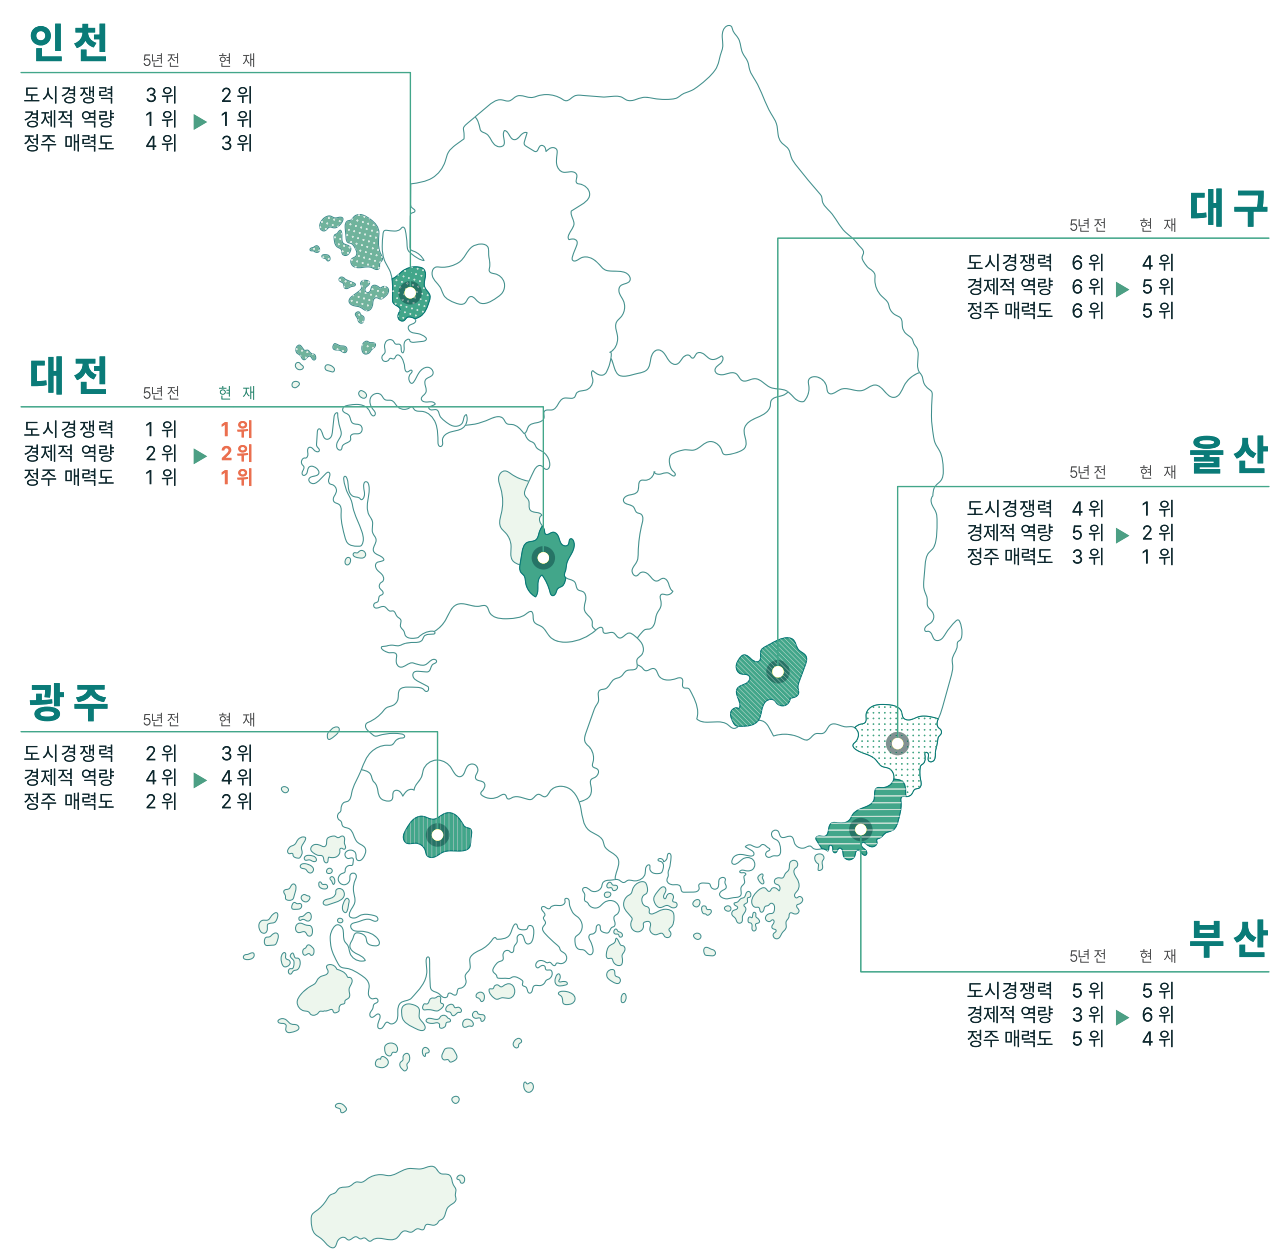 인천 5년 전 현 재
도시경쟁력 3 위 2 위
경제적 역량 1 위 ▶ 1 위
정주 매력도 4 위 3 위
대구 5년 전 현 재
도시경쟁력 6 위 4 위
경제적 역량 6 위 ▶ 5 위
정주 매력도 6 위 5 위
대전 5년 전 현 재
도시경쟁력 1 위 1 위
경제적 역량 2 위 ▶ 2 위
정주 매력도 1 위 1 위
울산 5년 전 현 재
도시경쟁력 4 위 1 위
경제적 역량 5 위 ▶ 2 위
정주 매력도 3 위 1 위
광주 5년 전 현 재
도시경쟁력 2 위 3 위
경제적 역량 4 위 ▶ 4 위
정주 매력도 2 위 2 위
부산 5년 전 현 재
도시경쟁력 5 위 5 위
경제적 역량 3 위 ▶ 6 위
정주 매력도 5 위 4 위